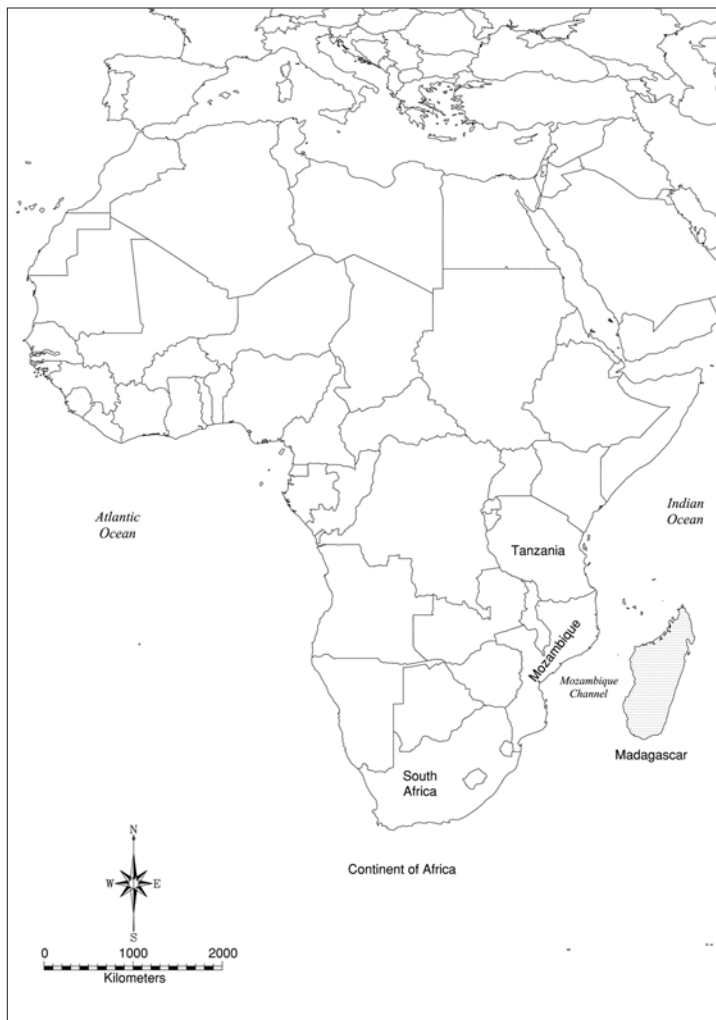 Atlantic
Ocean
Indian
Ocean
Tanzania
Mozambique
Mozambique
Channel
Madagascar
South
Africa
Continent of Africa
N
W
E
S
0
1000
2000
Kilometers